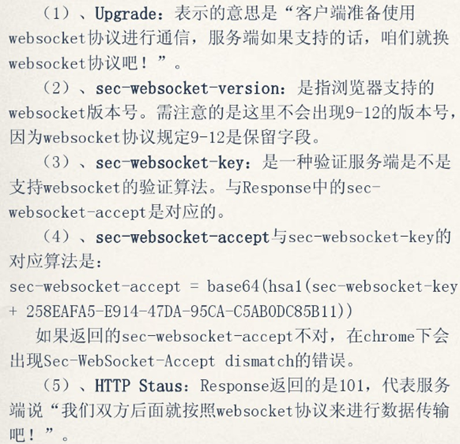 （1）、Upgrade：表示的意思是“客户端准备使用
websocket协议进行通信，服务端如果支持的话，咱们就换
websocket协议吧！”。
（2）、sec-websocket-version：是指浏览器支持的
websocket版本号。需注意的是这里不会出现9-12的版本号，
因为websocket协议规定9-12是保留字段。
（3）、sec-websocket-key：是一种验证服务端是不是
支持websocket的验证算法。与Response中的sec-
websocket-accept是对应的。
（4）、sec-websocket-accept与sec-websocket-key的
对应算法是：
sec-websocket-accept = base64(hsa1(sec-websocket-key
+ 258EAFA5-E914-47DA-95CA-C5AB0DC85B11))
如果返回的sec-websocket-accept不对，在chrome下会
出现Sec-WebSocket-Accept dismatch的错误。
（5）、HTTP Staus：Response返回的是101，代表服务
端说“我们双方后面就按照websocket协议来进行数据传输
吧！”。